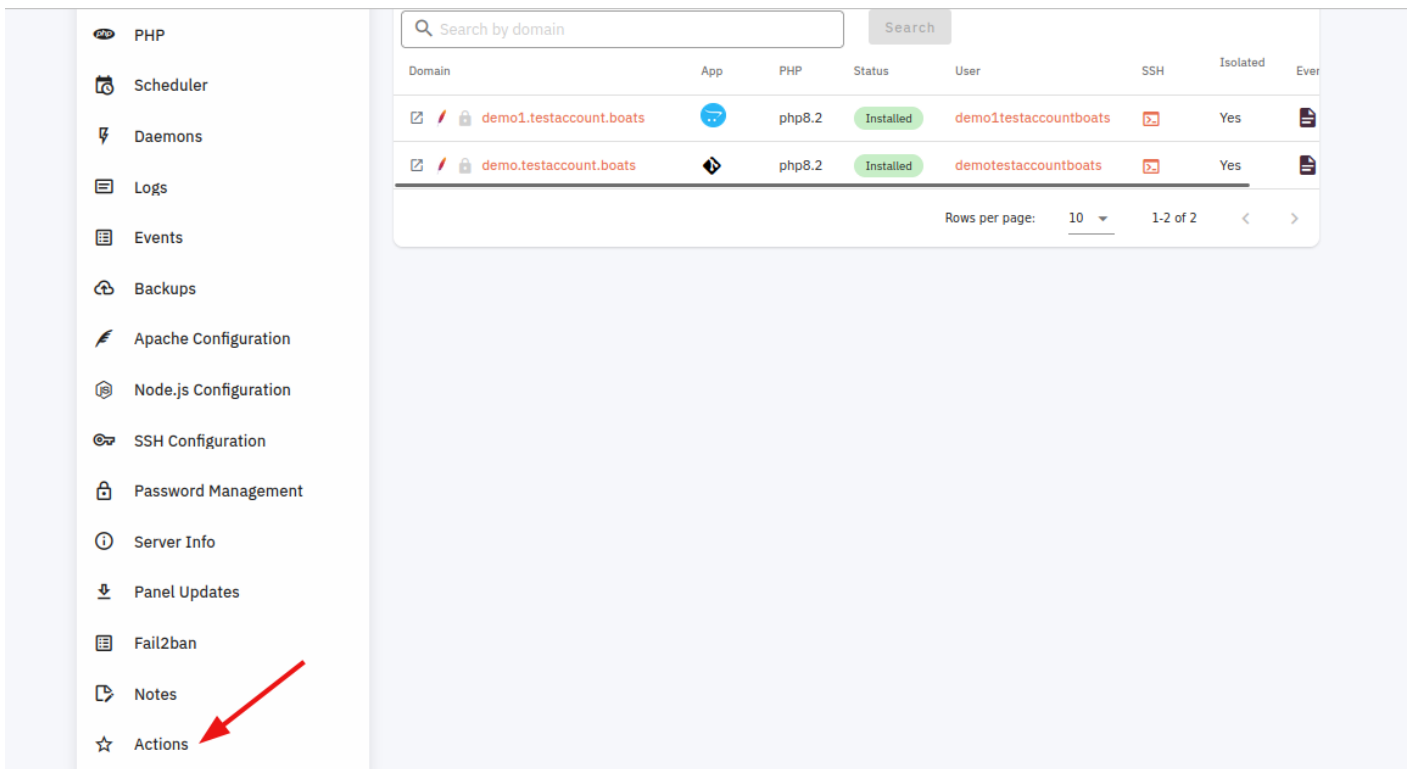 PHP
Scheduler
Daemons
Logs
Events
Backups
Apache Configuration
Node.js Configuration
SSH Configuration
Password Management
Server Info
Panel Updates
Fail2ban
Notes
Actions
Search by domain
Search
Domain App PHP Status User SSH Isolated
demo1.testaccount.boats php8.2 Installed demo1testaccountboats Yes
demo.testaccount.boats php8.2 Installed demotestaccountboats Yes
Rows per page: 10 1-2 of 2